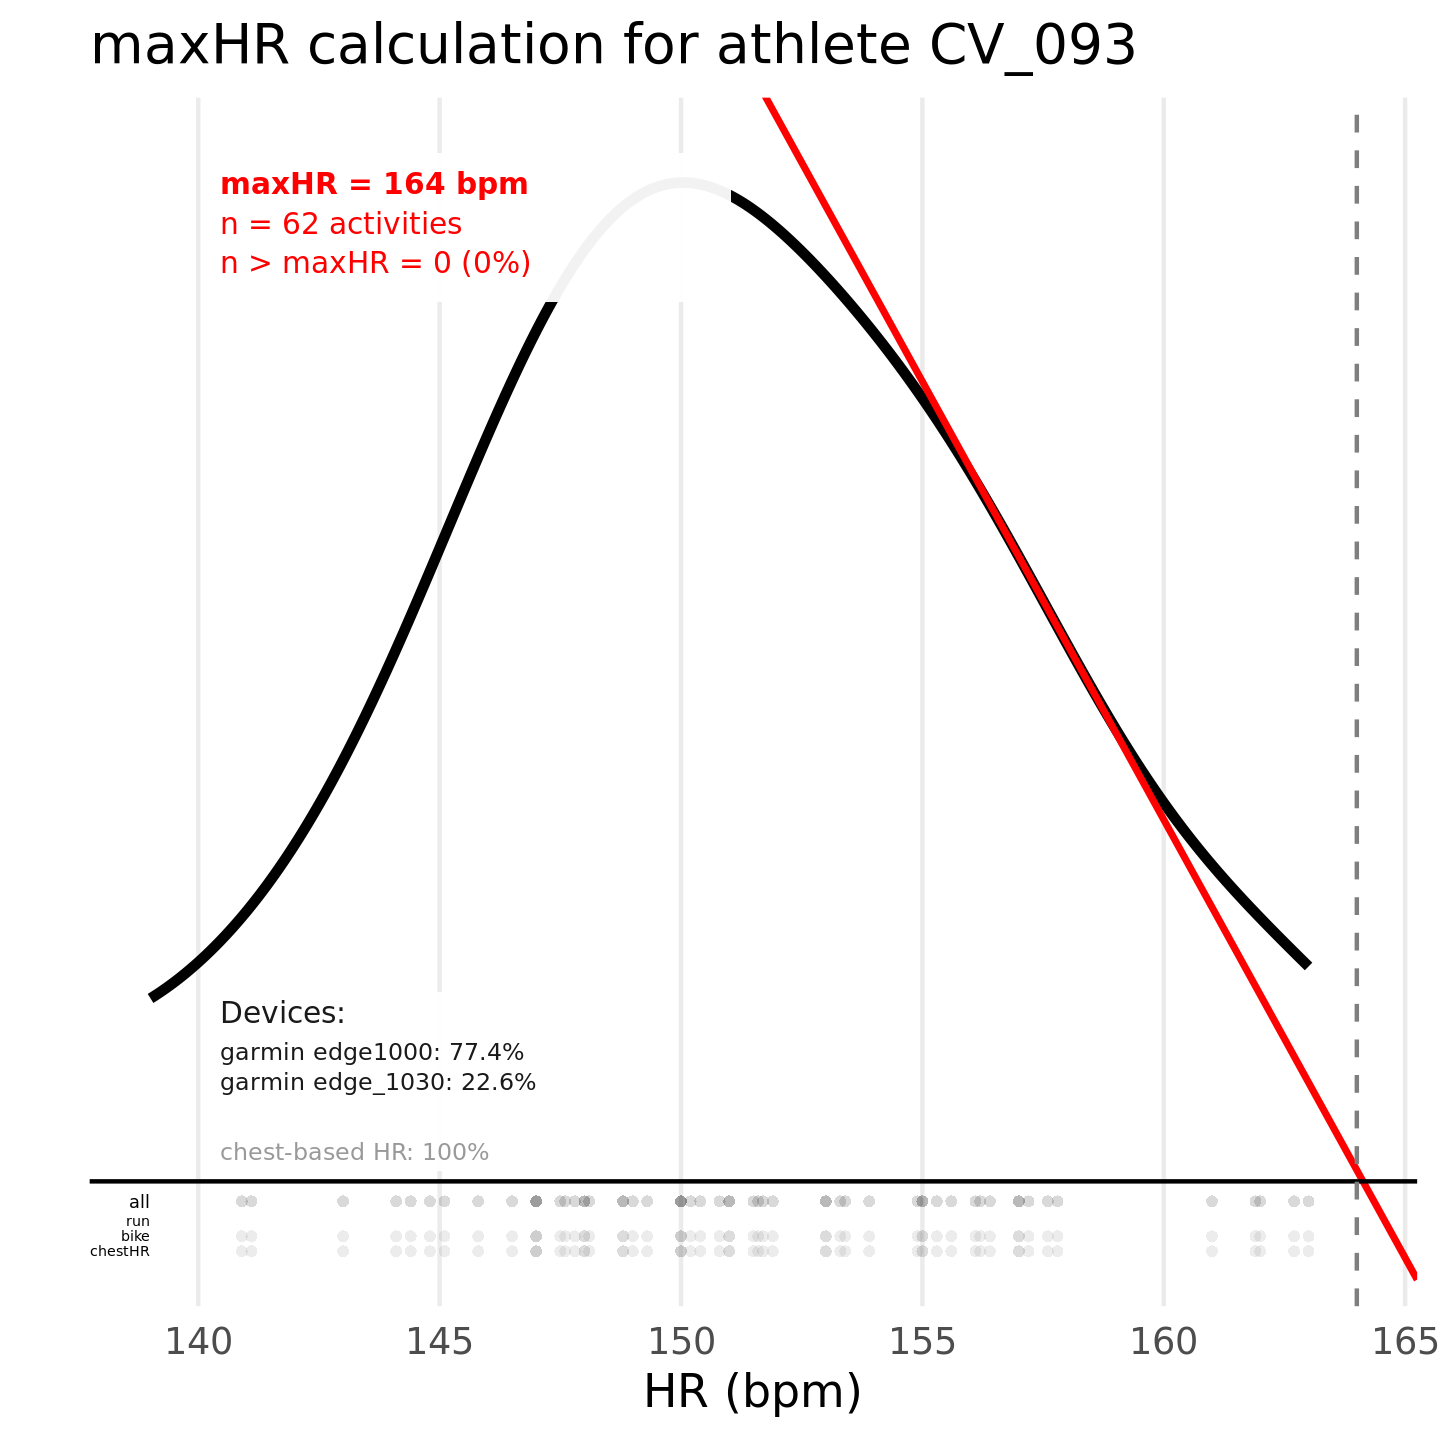 maxHR calculation for athlete CV_093
maxHR = 164 bpm
n = 62 activities
n > maxHR = 0 (0%)
Devices:
garmin edge1000: 77.4%
garmin edge_1030: 22.6%
chest-based HR: 100%
all
run
bike
chestHR
140 145 150 155 160 165
HR (bpm)